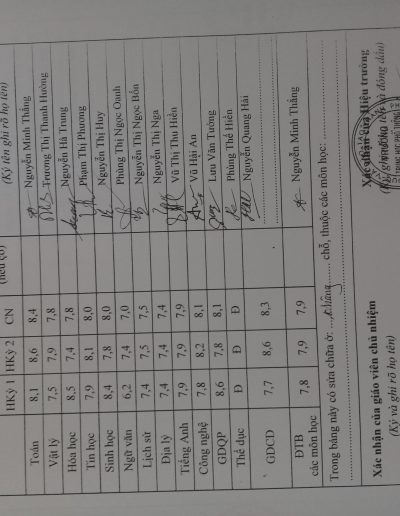 HKỳ 1 HKỳ 2 CN (nếu có) (Ký tên ghi rõ họ tên)
Toán 8,1 8,6 8,4 Nguyễn Minh Thắng
Vật lý 7,5 7,9 7,8 Trương Thị Thanh Hường
Hóa học 8,5 7,4 7,8 Nguyễn Hà Trung
Tin học 7,9 8,1 8,0 Phạm Thị Phương
Sinh học 8,4 7,8 8,0 Nguyễn Thị Huy
Ngữ văn 6,2 7,4 7,0 Phùng Thị Ngọc Oanh
Lịch sử 7,4 7,5 7,5 Nguyễn Thị Ngọc Bốn
Địa lý 7,4 7,4 7,4 Nguyễn Thị Nga
Tiếng Anh 7,9 7,9 7,9 Vũ Thị Thu Hiền
Công nghệ 7,8 8,2 8,1 Vũ Hải An
GDQP 8,6 7,8 8,1 Lưu Văn Tường
Thể dục Đ Đ Đ Phùng Thế Hiển
GDCD 7,7 8,6 8,3 Nguyễn Quang Hải
ĐTB
các môn học 7,8 7,9 7,9 Nguyễn Minh Thắng
Trong bảng này có sửa chữa ở: không chỗ, thuộc các môn học:
Xác nhận của giáo viên chủ nhiệm Xác nhận của Hiệu trưởng
(Ký và ghi rõ họ tên) (Ký, ghi rõ họ tên và đóng dấu)